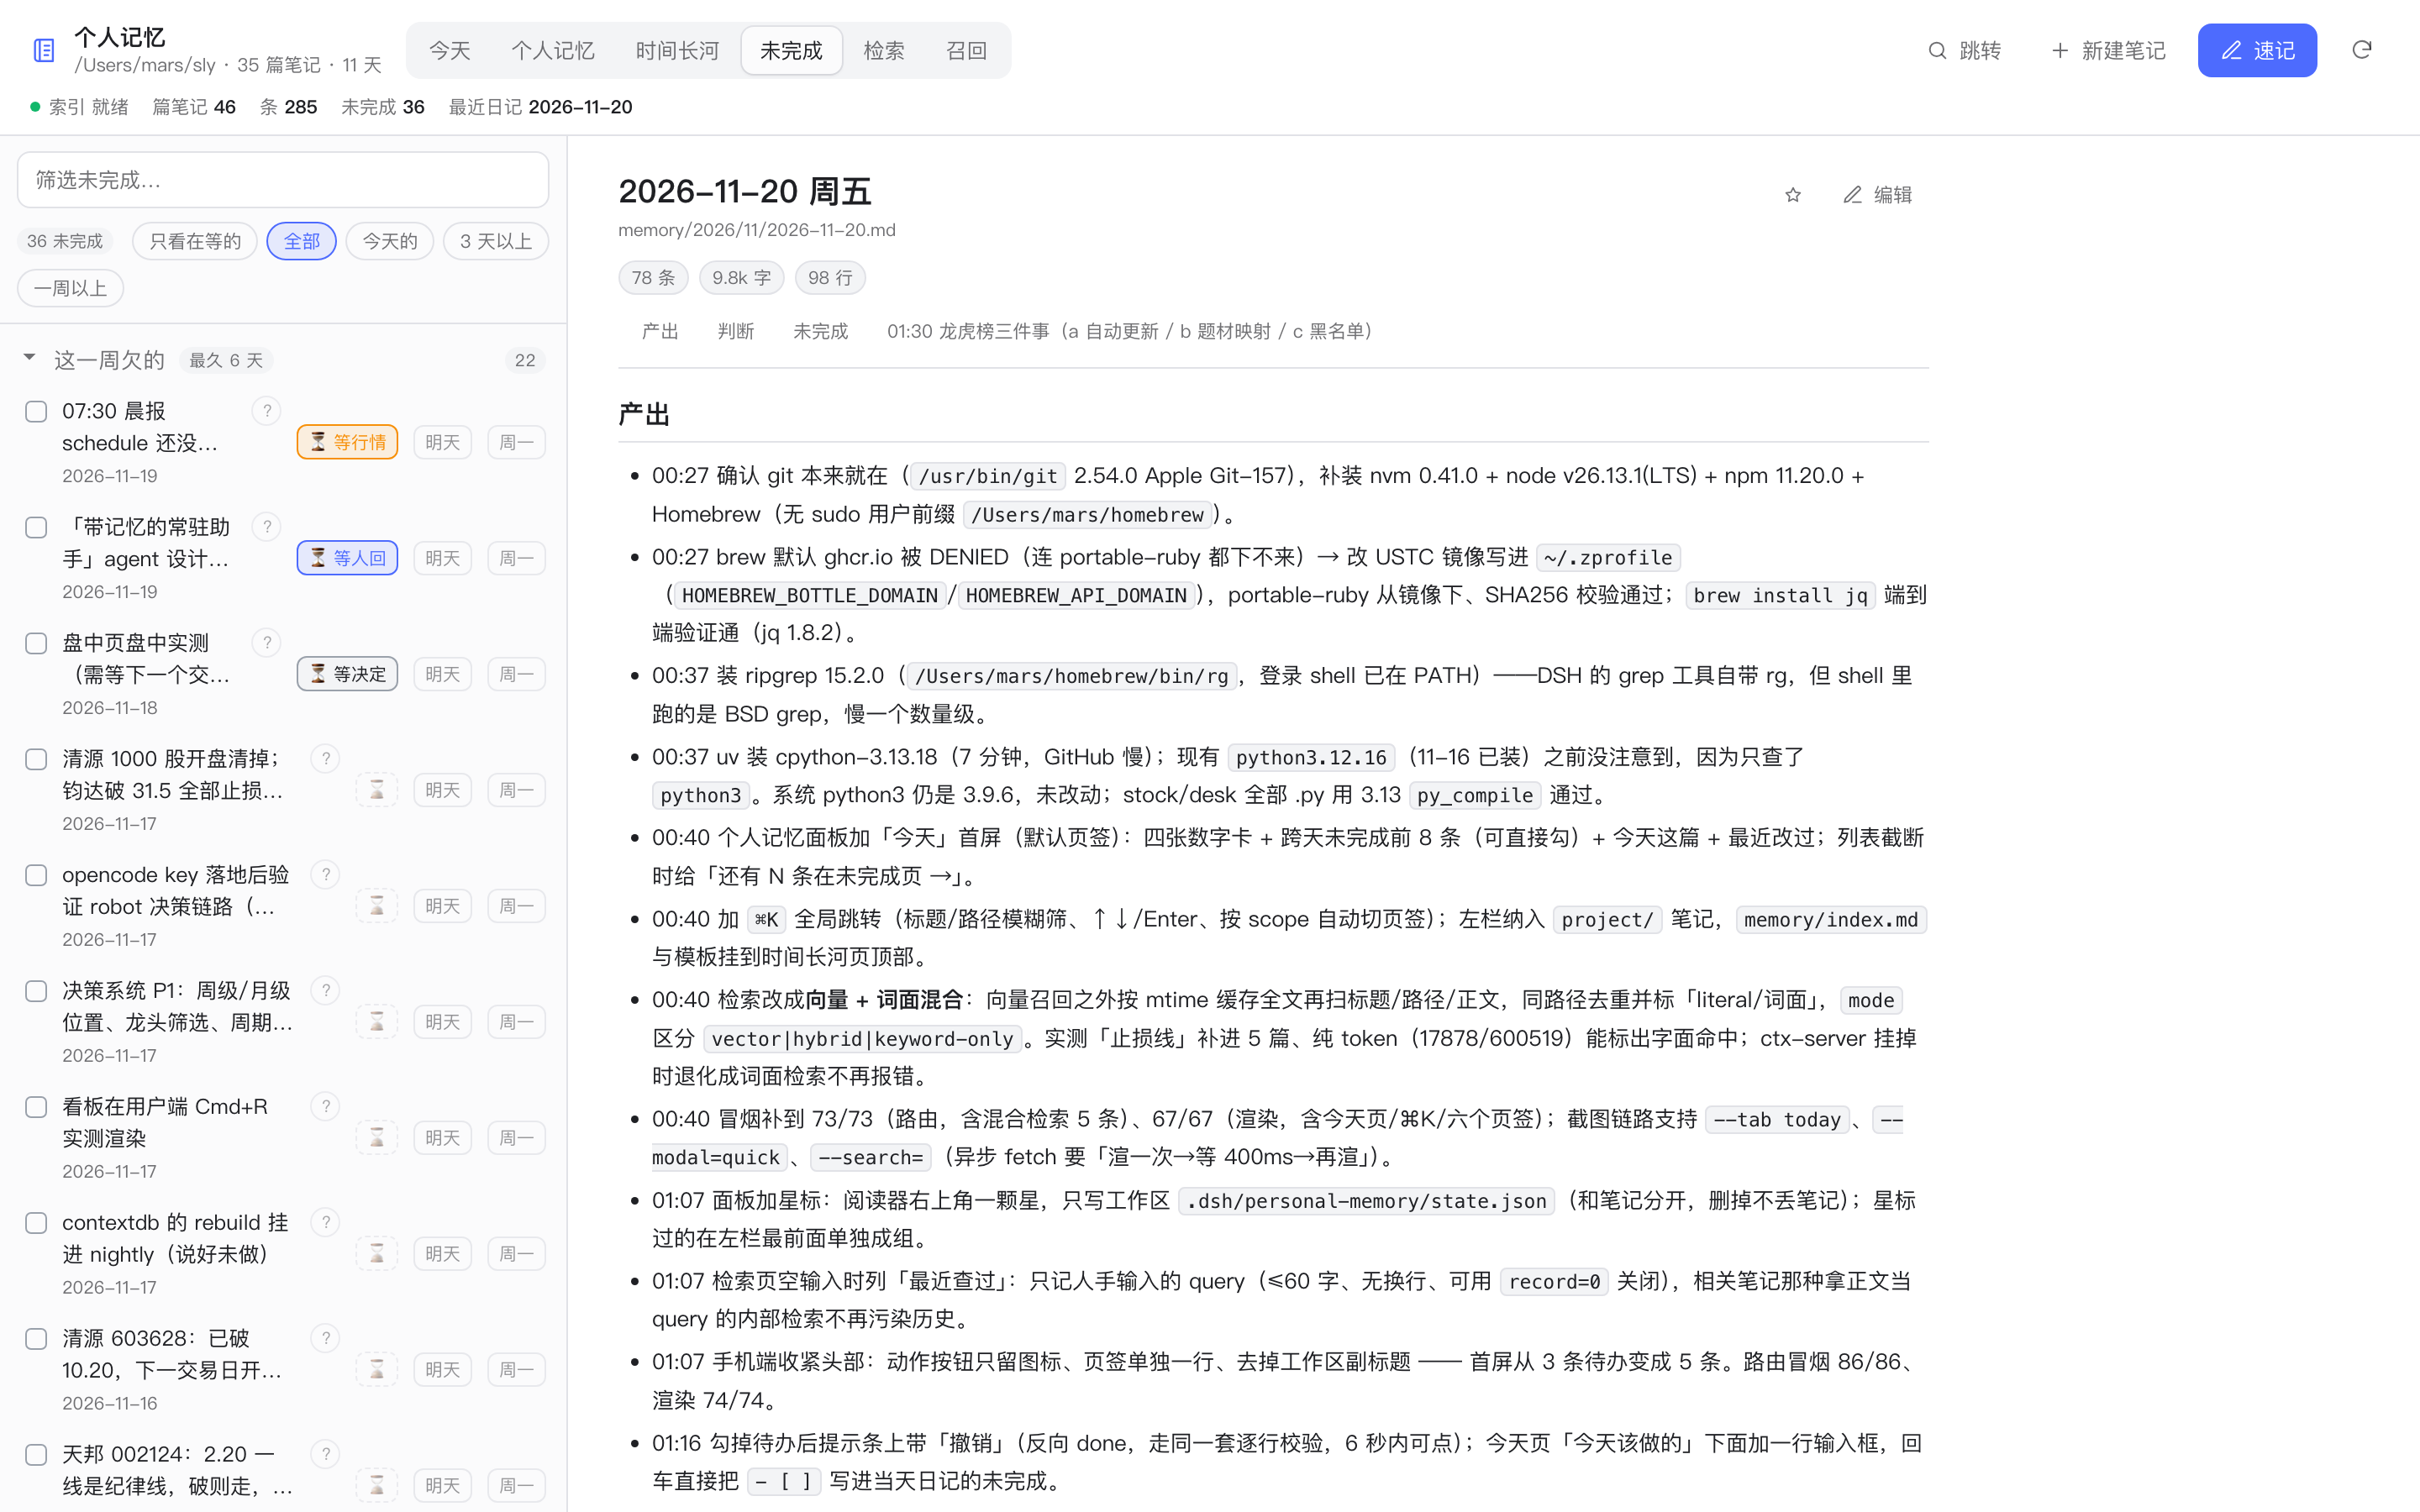 个人记忆
/Users/mars/sly · 35 篇笔记 · 11 天
今天 个人记忆 时间长河 未完成 检索 召回
跳转 新建笔记 速记
索引 就绪 篇笔记 46 条 285 未完成 36 最近日记 2026-11-20
筛选未完成…
36 未完成 只看在等的 全部 今天的 3 天以上
一周以上
这一周欠的 最久 6 天 22
07:30 晨报 ?
schedule 还没… ⏳ 等行情 明天 周一
2026-11-19
「带记忆的常驻助 ?
手」agent 设计… ⏳ 等人回 明天 周一
2026-11-19
盘中页盘中实测 ?
（需等下一个交… ⏳ 等决定 明天 周一
2026-11-18
清源 1000 股开盘清掉； ?
钧达破 31.5 全部止损… ⏳ 明天 周一
2026-11-17
opencode key 落地后验 ?
证 robot 决策链路（… ⏳ 明天 周一
2026-11-17
决策系统 P1：周级/月级 ?
位置、龙头筛选、周期… ⏳ 明天 周一
2026-11-17
看板在用户端 Cmd+R ?
实测渲染 ⏳ 明天 周一
2026-11-17
contextdb 的 rebuild 挂 ?
进 nightly（说好未做） ⏳ 明天 周一
2026-11-17
清源 603628：已破 ?
10.20，下一交易日开… ⏳ 明天 周一
2026-11-16
天邦 002124：2.20 一 ?
线是纪律线，破则走，… ⏳ 明天 周一
2026-11-20 周五
编辑
memory/2026/11/2026-11-20.md
78 条 9.8k 字 98 行
产出 判断 未完成 01:30 龙虎榜三件事（a 自动更新 / b 题材映射 / c 黑名单）
产出
• 00:27 确认 git 本来就在（/usr/bin/git 2.54.0 Apple Git-157），补装 nvm 0.41.0 + node v26.13.1(LTS) + npm 11.20.0 +
Homebrew（无 sudo 用户前缀 /Users/mars/homebrew）。
• 00:27 brew 默认 ghcr.io 被 DENIED（连 portable-ruby 都下不来）→ 改 USTC 镜像写进 ~/.zprofile
（HOMEBREW_BOTTLE_DOMAIN/HOMEBREW_API_DOMAIN），portable-ruby 从镜像下、SHA256 校验通过；brew install jq 端到
端验证通（jq 1.8.2）。
• 00:37 装 ripgrep 15.2.0（/Users/mars/homebrew/bin/rg，登录 shell 已在 PATH）——DSH 的 grep 工具自带 rg，但 shell 里
跑的是 BSD grep，慢一个数量级。
• 00:37 uv 装 cpython-3.13.18（7 分钟，GitHub 慢）；现有 python3.12.16（11-16 已装）之前没注意到，因为只查了
python3。系统 python3 仍是 3.9.6，未改动；stock/desk 全部 .py 用 3.13 py_compile 通过。
• 00:40 个人记忆面板加「今天」首屏（默认页签）：四张数字卡 + 跨天未完成前 8 条（可直接勾）+ 今天这篇 + 最近改过；列表截断
时给「还有 N 条在未完成页 →」。
• 00:40 加 ⌘K 全局跳转（标题/路径模糊筛、↑↓/Enter、按 scope 自动切页签）；左栏纳入 project/ 笔记，memory/index.md
与模板挂到时间长河页顶部。
• 00:40 检索改成向量 + 词面混合：向量召回之外按 mtime 缓存全文再扫标题/路径/正文，同路径去重并标「literal/词面」，mode
区分 vector|hybrid|keyword-only。实测「止损线」补进 5 篇、纯 token（17878/600519）能标出字面命中；ctx-server 挂掉
时退化成词面检索不再报错。
• 00:40 冒烟补到 73/73（路由，含混合检索 5 条）、67/67（渲染，含今天页/⌘K/六个页签）；截图链路支持 --tab today、--
modal=quick、--search=（异步 fetch 要「渲一次→等 400ms→再渲」）。
• 01:07 面板加星标：阅读器右上角一颗星，只写工作区 .dsh/personal-memory/state.json（和笔记分开，删掉不丢笔记）；星标
过的在左栏最前面单独成组。
• 01:07 检索页空输入时列「最近查过」：只记人手输入的 query（≤60 字、无换行、可用 record=0 关闭），相关笔记那种拿正文当
query 的内部检索不再污染历史。
• 01:07 手机端收紧头部：动作按钮只留图标、页签单独一行、去掉工作区副标题 —— 首屏从 3 条待办变成 5 条。路由冒烟 86/86、
渲染 74/74。
• 01:16 勾掉待办后提示条上带「撤销」（反向 done，走同一套逐行校验，6 秒内可点）；今天页「今天该做的」下面加一行输入框，回
车直接把 - [ ] 写进当天日记的未完成。